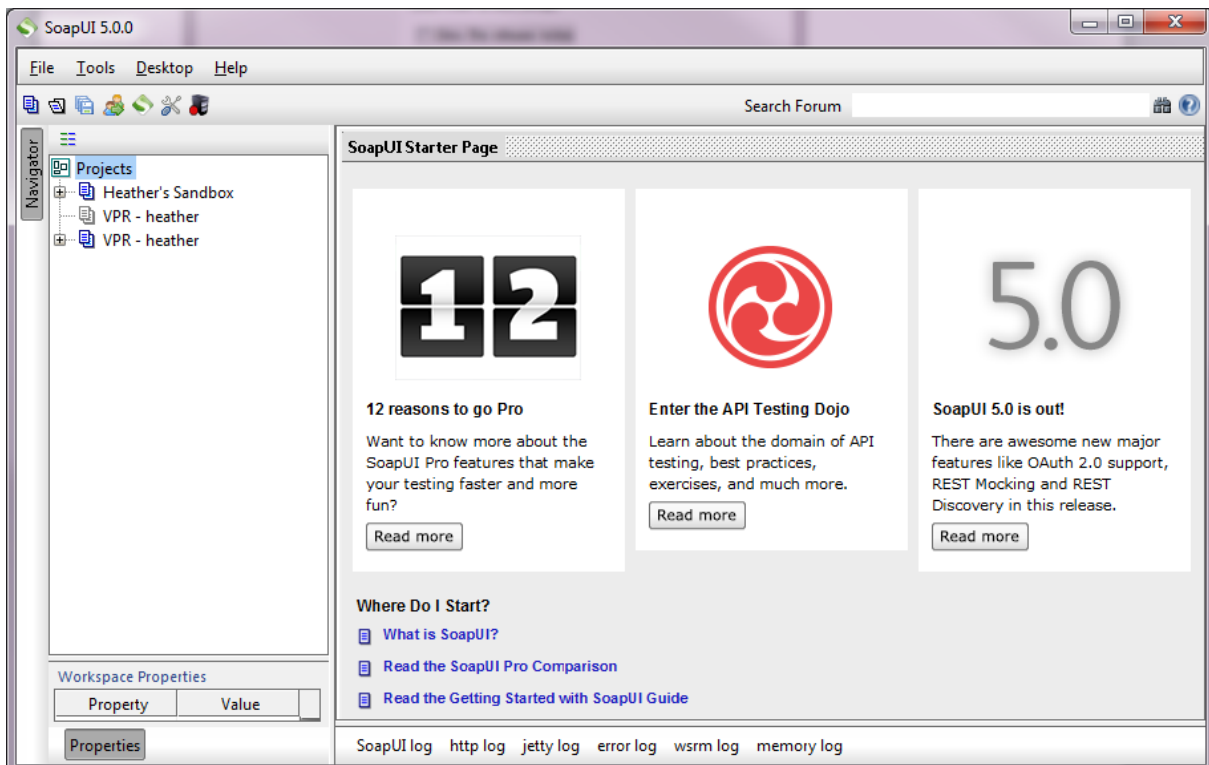 SoapUI 5.0.0
File Tools Desktop Help
Search Forum
Navigator
Projects
Heather's Sandbox
VPR - heather
VPR - heather
Workspace Properties
Property Value
Properties
SoapUI Starter Page
12
12 reasons to go Pro
Want to know more about the
SoapUI Pro features that make
your testing faster and more
fun?
Read more
Enter the API Testing Dojo
Learn about the domain of API
testing, best practices,
exercises, and much more.
Read more
5.0
SoapUI 5.0 is out!
There are awesome new major
features like OAuth 2.0 support,
REST Mocking and REST
Discovery in this release.
Read more
Where Do I Start?
What is SoapUI?
Read the SoapUI Pro Comparison
Read the Getting Started with SoapUI Guide
SoapUI log http log jetty log error log wsrm log memory log